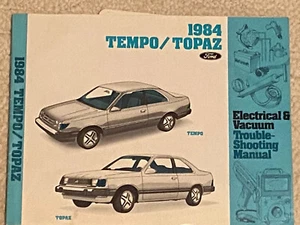 1984
TEMPO/TOPAZ
Ford
Electrical &
Vacuum
Trouble-
Shooting
Manual
TEMPO
TOPAZ
1984 TEMPO/TOPAZ